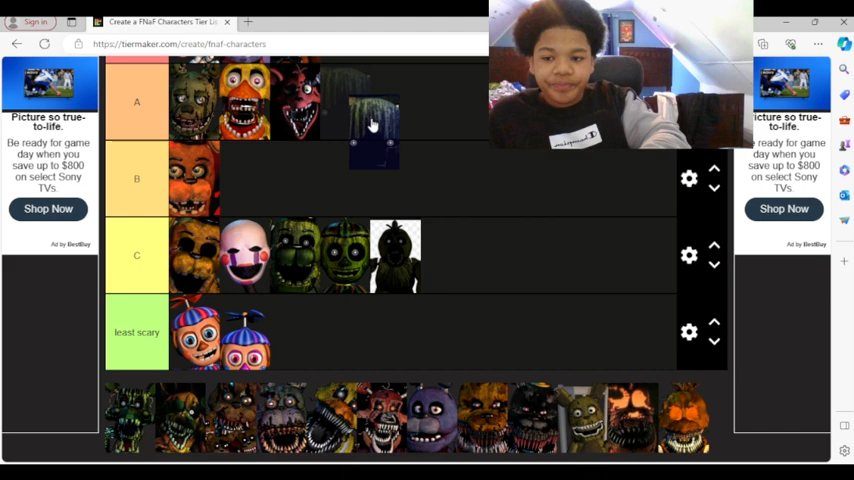 Sign in
Create a FNaF Characters Tier Lis
https://tiermaker.com/create/fnaf-characters
Picture so true-
to-life.
Be ready for game
day when you
save up to $800
on select Sony
TVs.
Shop Now
Ad by BestBuy
A
B
C
least scary
Champion
Picture so true-
to-life.
Be ready for game
day when you
save up to $800
on select Sony
TVs.
Shop Now
Ad by BestBuy